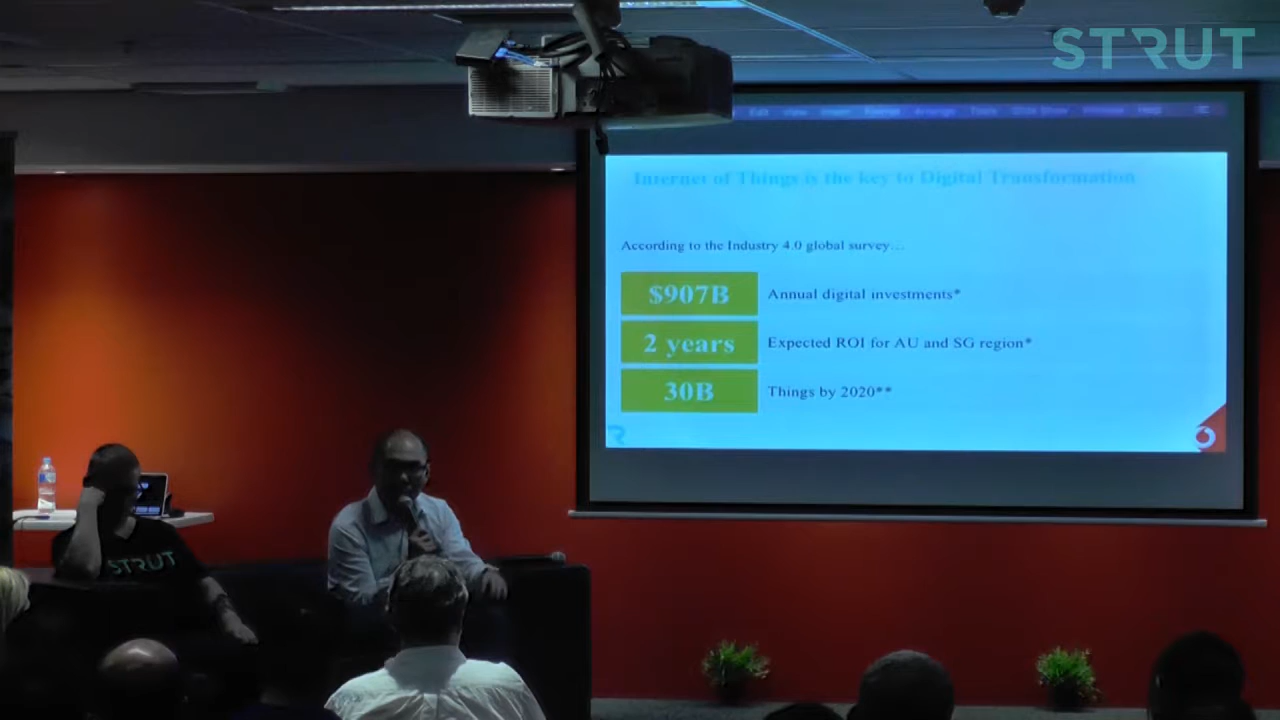 STRUT
Internet of Things is the key to Digital Transformation
According to the Industry 4.0 global survey...
$907B Annual digital investments*
2 years Expected ROI for AU and SG region*
30B Things by 2020**
STRUT